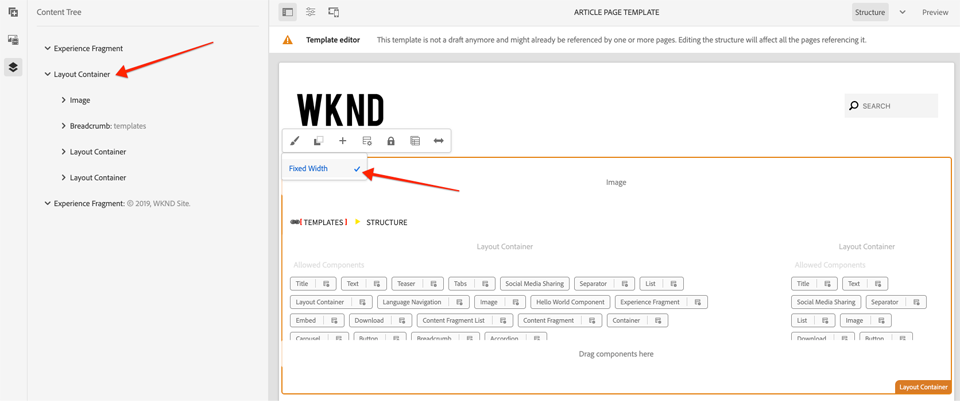 Content Tree
ARTICLE PAGE TEMPLATE
Structure
Preview
Template editor This template is not a draft anymore and might already be referenced by one or more pages. Editing the structure will affect all the pages referencing it.
Experience Fragment
Layout Container
Image
Breadcrumb: templates
Layout Container
Layout Container
Experience Fragment: © 2019, WKND Site.
WKND
SEARCH
Fixed Width
Image
TEMPLATES STRUCTURE
Layout Container
Allowed Components
Title Text Teaser Tabs Social Media Sharing Separator List
Layout Container Language Navigation Image Hello World Component Experience Fragment
Embed Download Content Fragment List Content Fragment Container
Carousel Button Breadcrumb Accordion
Layout Container
Allowed Components
Title Text
Social Media Sharing Separator
List Image
Download Button
Drag components here
Layout Container